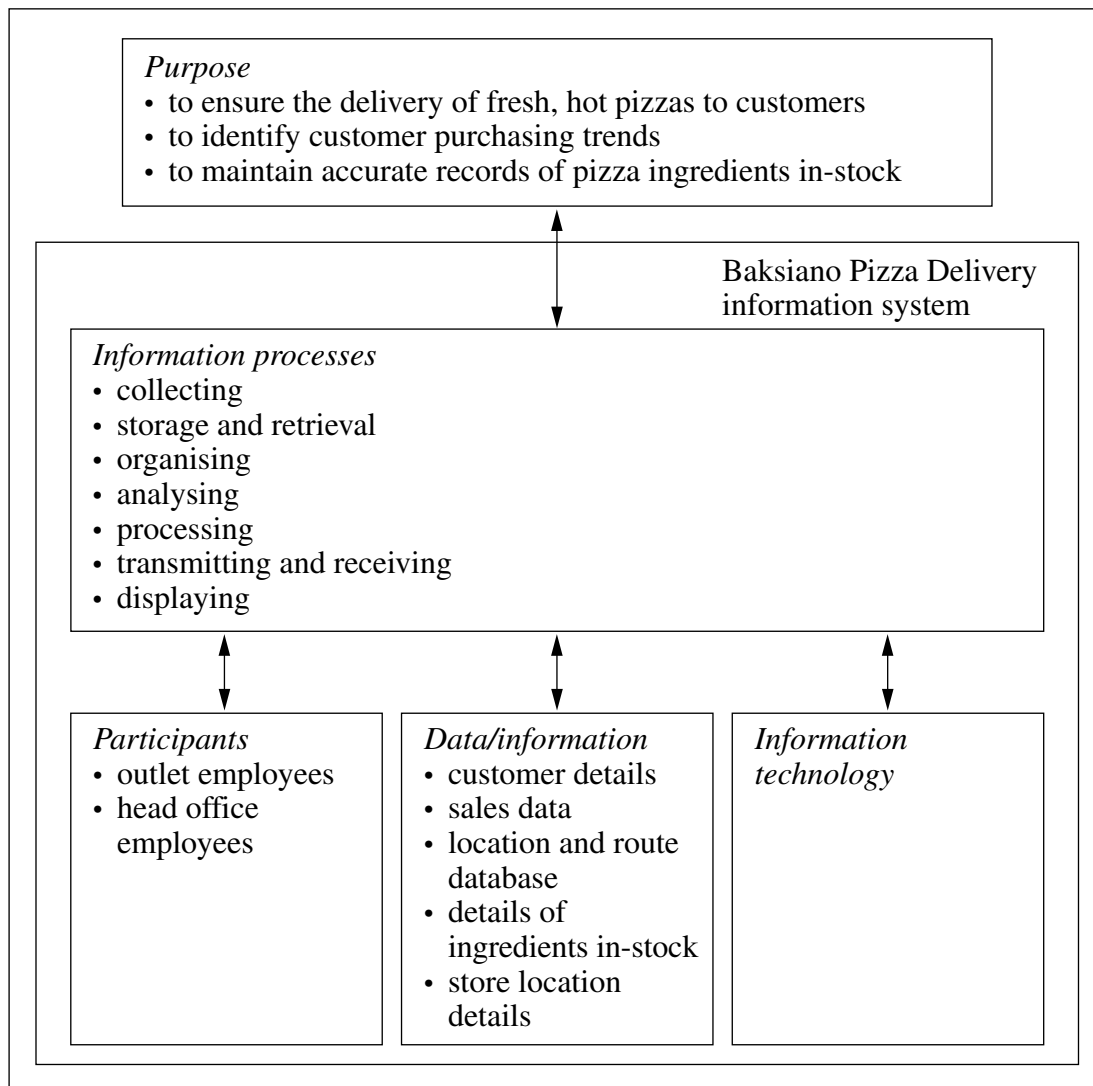 Purpose
• to ensure the delivery of fresh, hot pizzas to customers
• to identify customer purchasing trends
• to maintain accurate records of pizza ingredients in-stock
Baksiano Pizza Delivery
information system
Information processes
• collecting
• storage and retrieval
• organising
• analysing
• processing
• transmitting and receiving
• displaying
Participants
• outlet employees
• head office
employees
Data/information
• customer details
• sales data
• location and route
database
• details of
ingredients in-stock
• store location
details
Information
technology